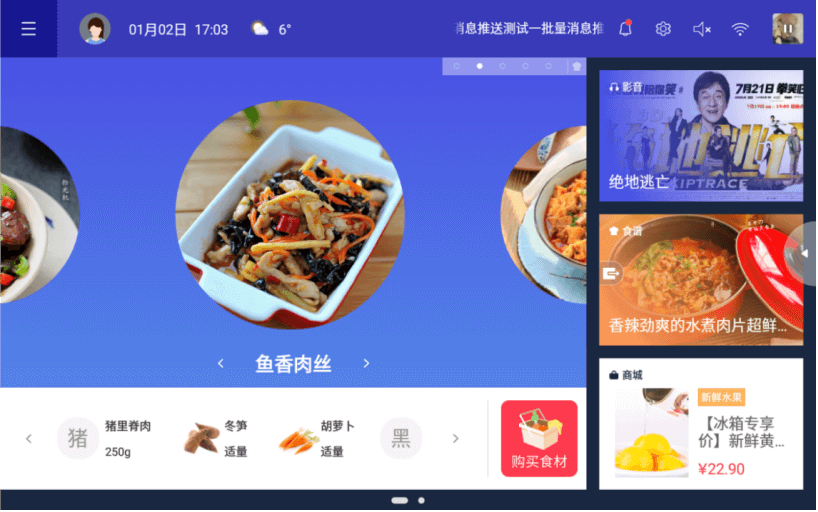 01月02日 17:03
6°
消息推送测试一批量消息推
鱼香肉丝
猪
猪里脊肉
250g
冬笋
适量
胡萝卜
适量
黑
购买食材
影音
7月21日
绝地逃亡
KIPTRACE
食谱
香辣劲爽的水煮肉片超鲜...
商城
新鲜水果
【冰箱专享
价】新鲜黄...
¥22.90